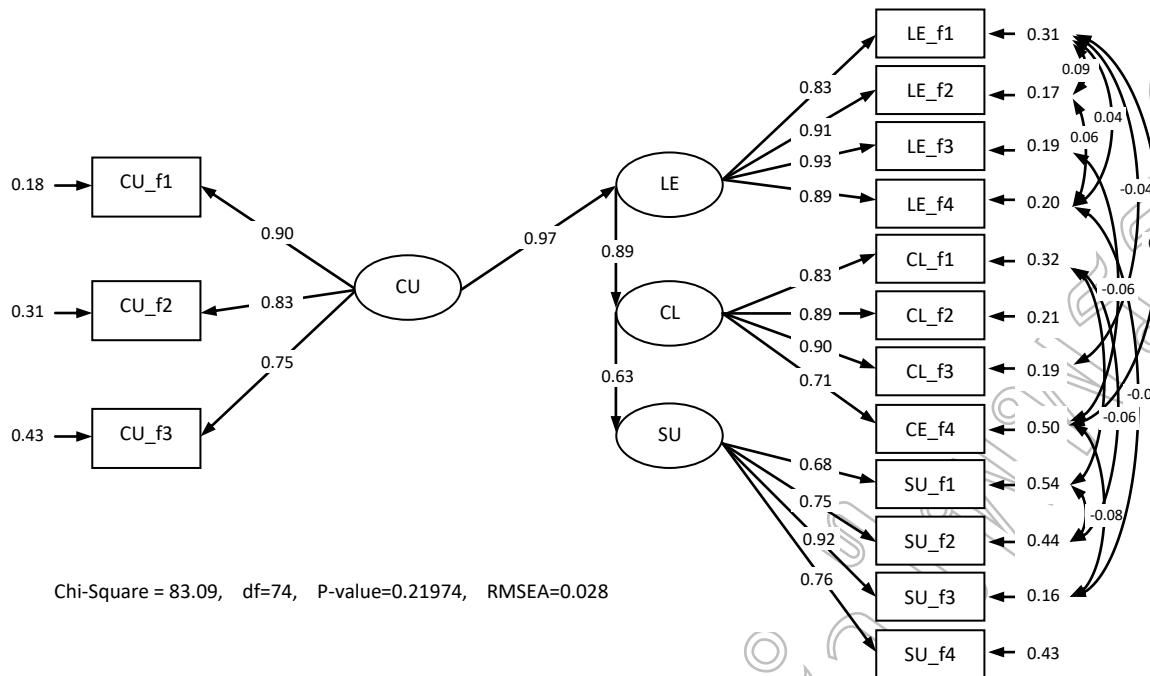 LE_f1
0.31
0.09
0.83
LE_f2
0.17
0.04
0.91
0.06
LE_f3
0.19
0.93
CU_f1
0.18
LE
0.89
LE_f4
0.20
-0.04
0.90
0.97
0.89
CL_f1
0.32
0.83
CU
-0.06
CU_f2
0.31
0.83
CL
0.89
CL_f2
0.21
0.90
0.75
0.63
0.71
CL_f3
0.19
-0.06
CU_f3
0.43
SU
CE_f4
0.50
0.68
SU_f1
0.54
0.75
-0.08
0.92
SU_f2
0.44
0.76
Chi-Square = 83.09, df=74, P-value=0.21974, RMSEA=0.028
SU_f3
0.16
SU_f4
0.43